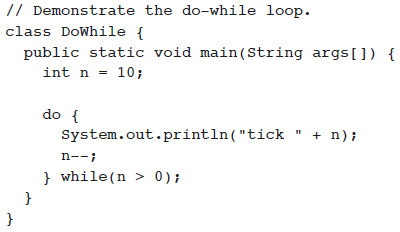 // Demonstrate the do-while loop.
class DoWhile {
  public static void main(String args[]) {
    int n = 10;

    do {
      System.out.println("tick " + n);
      n--;
    } while(n > 0);
  }
}